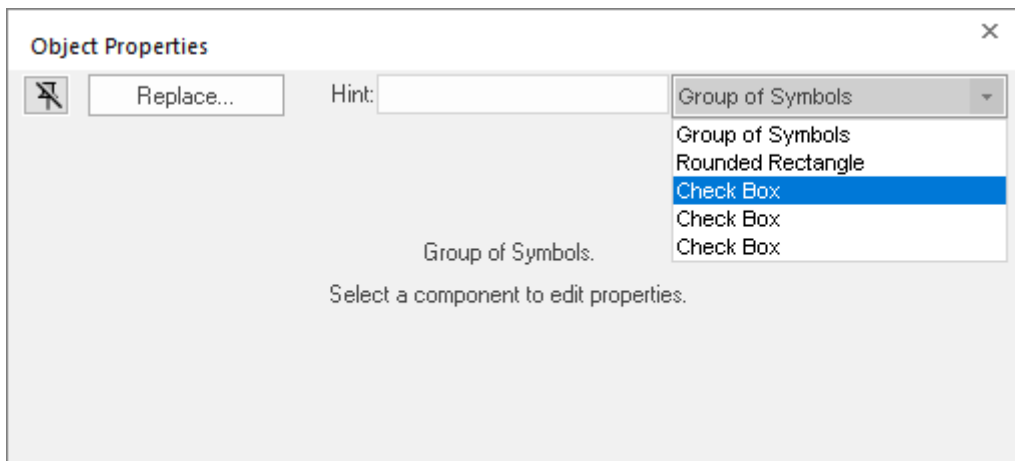 Object Properties
Replace...
Hint:
Group of Symbols
Group of Symbols
Rounded Rectangle
Check Box
Check Box
Check Box
Group of Symbols.
Select a component to edit properties.